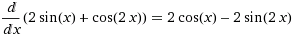 d/dx (2 sin(x) + cos(2 x)) = 2 cos(x) − 2 sin(2 x)